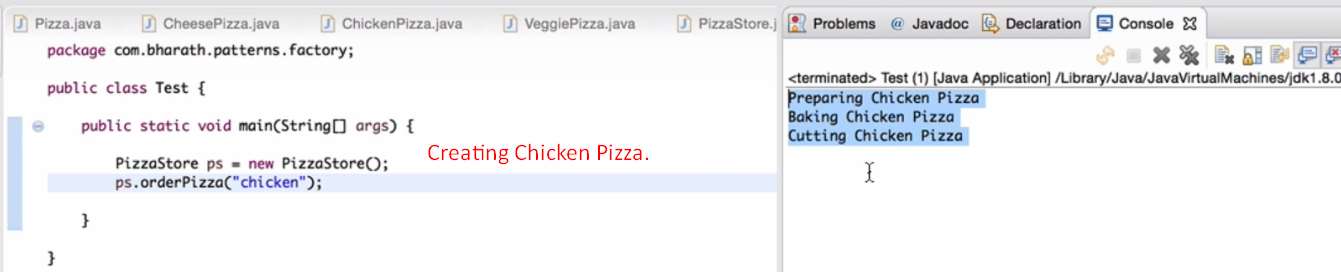 Pizza.java CheesePizza.java ChickenPizza.java VeggiePizza.java PizzaStore.j
package com.bharath.patterns.factory;
public class Test {
public static void main(String[] args) {
PizzaStore ps = new PizzaStore();
Creating Chicken Pizza.
ps.orderPizza("chicken");
}
}
Problems @ Javadoc Declaration Console
<terminated> Test (1) [Java Application] /Library/Java/JavaVirtualMachines/jdk1.8.0
Preparing Chicken Pizza
Baking Chicken Pizza
Cutting Chicken Pizza